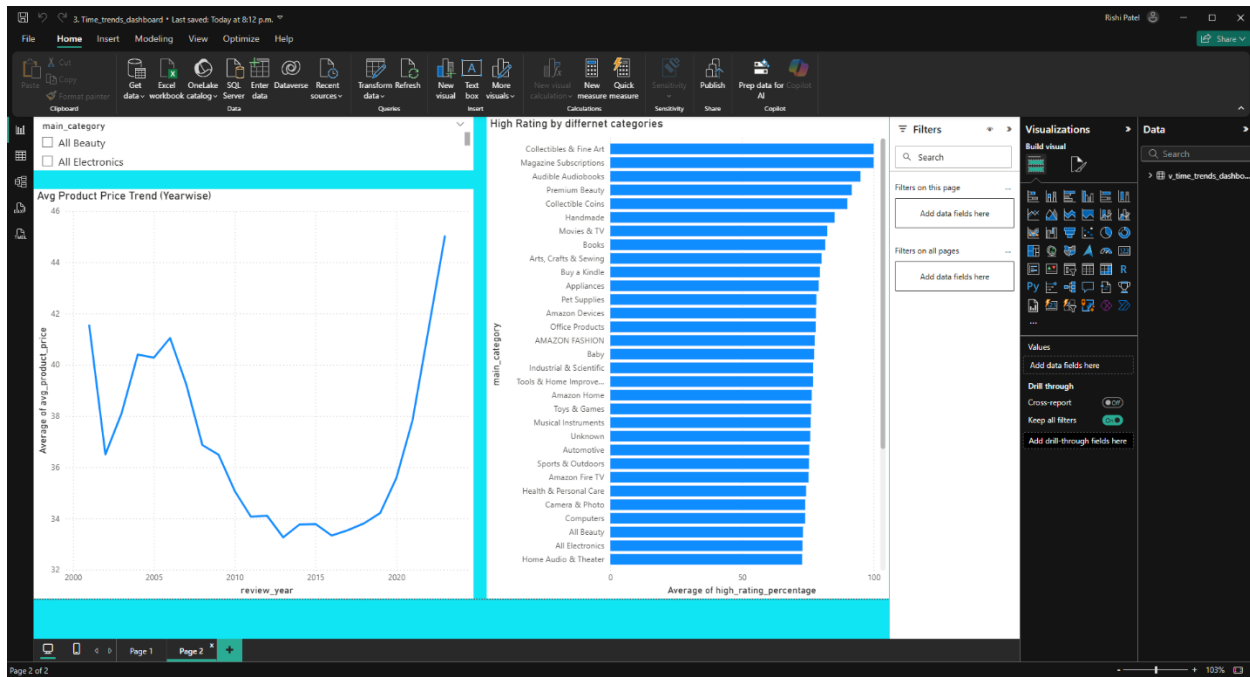 3. Time_trends_dashboard • Last saved: Today at 8:12 p.m.
Rishi Patel
File Home Insert Modeling View Optimize Help
Share
Paste
Cut
Copy
Format painter
Clipboard
Get data
Excel workbook
OneLake catalog
SQL Server
Enter data
Dataverse
Recent sources
Data
Transform data
Refresh
Queries
New visual
Text box
More visuals
Insert
New visual calculation
New measure
Quick measure
Calculations
Sensitivity
Sensitivity
Publish
Share
Prep data for AI
Copilot
Copilot
main_category
All Beauty
All Electronics
Avg Product Price Trend (Yearwise)
Average of avg_product_price
46
44
42
40
38
36
34
32
2000 2005 2010 2015 2020
review_year
High Rating by differnet categories
main_category
Collectibles & Fine Art
Magazine Subscriptions
Audible Audiobooks
Premium Beauty
Collectible Coins
Handmade
Movies & TV
Books
Arts, Crafts & Sewing
Buy a Kindle
Appliances
Pet Supplies
Amazon Devices
Office Products
AMAZON FASHION
Baby
Industrial & Scientific
Tools & Home Improve...
Amazon Home
Toys & Games
Musical Instruments
Unknown
Automotive
Sports & Outdoors
Amazon Fire TV
Health & Personal Care
Camera & Photo
Computers
All Beauty
All Electronics
Home Audio & Theater
0 50 100
Average of high_rating_percentage
Filters
Search
Filters on this page
...
Add data fields here
Filters on all pages
...
Add data fields here
Visualizations
Build visual
R
Py
...
Values
Add data fields here
Drill through
Cross-report
Off
Keep all filters
On
Add drill-through fields here
Data
Search
v_time_trends_dashbo...
Page 1
Page 2
Page 2 of 2
103%